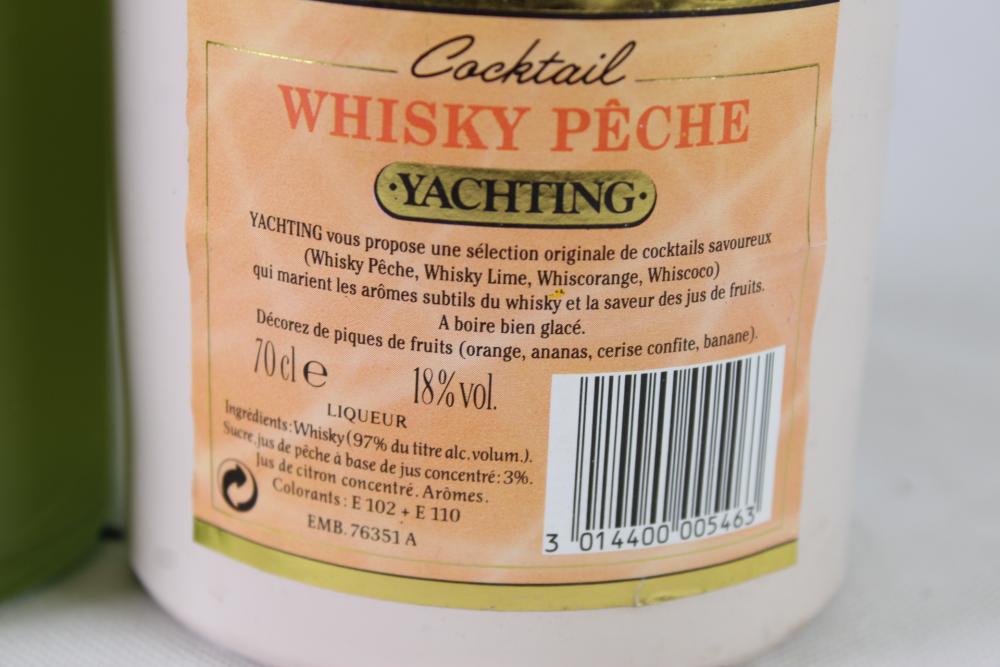 Cocktail
WHISKY PÊCHE
·YACHTING·
YACHTING vous propose une sélection originale de cocktails savoureux
(Whisky Pêche, Whisky Lime, Whiscorange, Whiscoco)
qui marient les arômes subtils du whisky et la saveur des jus de fruits.
A boire bien glacé.
Décorez de piques de fruits (orange, ananas, cerise confite, banane).
70 cl e 18% vol.
LIQUEUR
Ingrédients: Whisky (97% du titre alc. volum.).
Sucre, jus de pêche à base de jus concentré: 3%.
Jus de citron concentré. Arômes.
Colorants : E 102 + E 110
EMB. 76351 A
3 014400 005463